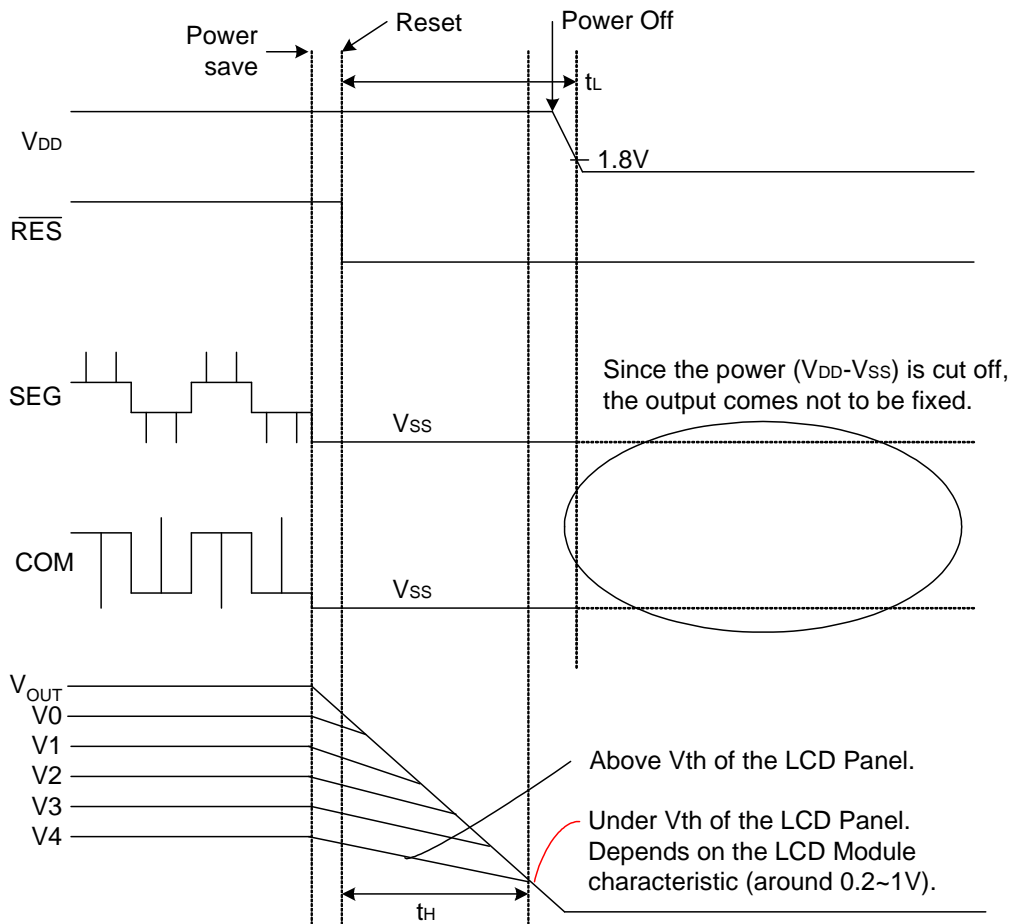 Power
save
Reset
Power Off
tL
VDD
1.8V
RES
SEG
VSS
Since the power (VDD-VSS) is cut off,
the output comes not to be fixed.
COM
VSS
VOUT
V0
V1
V2
V3
V4
Above Vth of the LCD Panel.
Under Vth of the LCD Panel.
Depends on the LCD Module
characteristic (around 0.2~1V).
tH